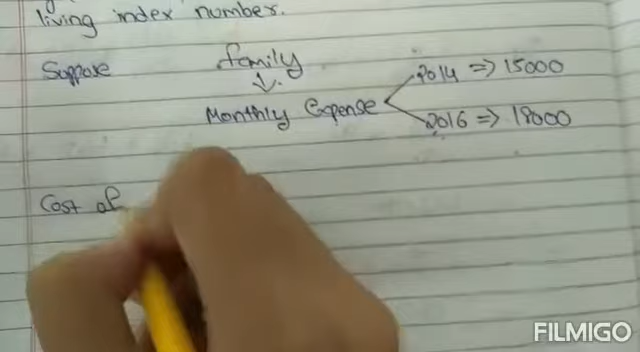 living index number.
Suppose family
↓
2014 => 15000
Monthly Expense
2016 => 18000
Cost of
FILMIGO